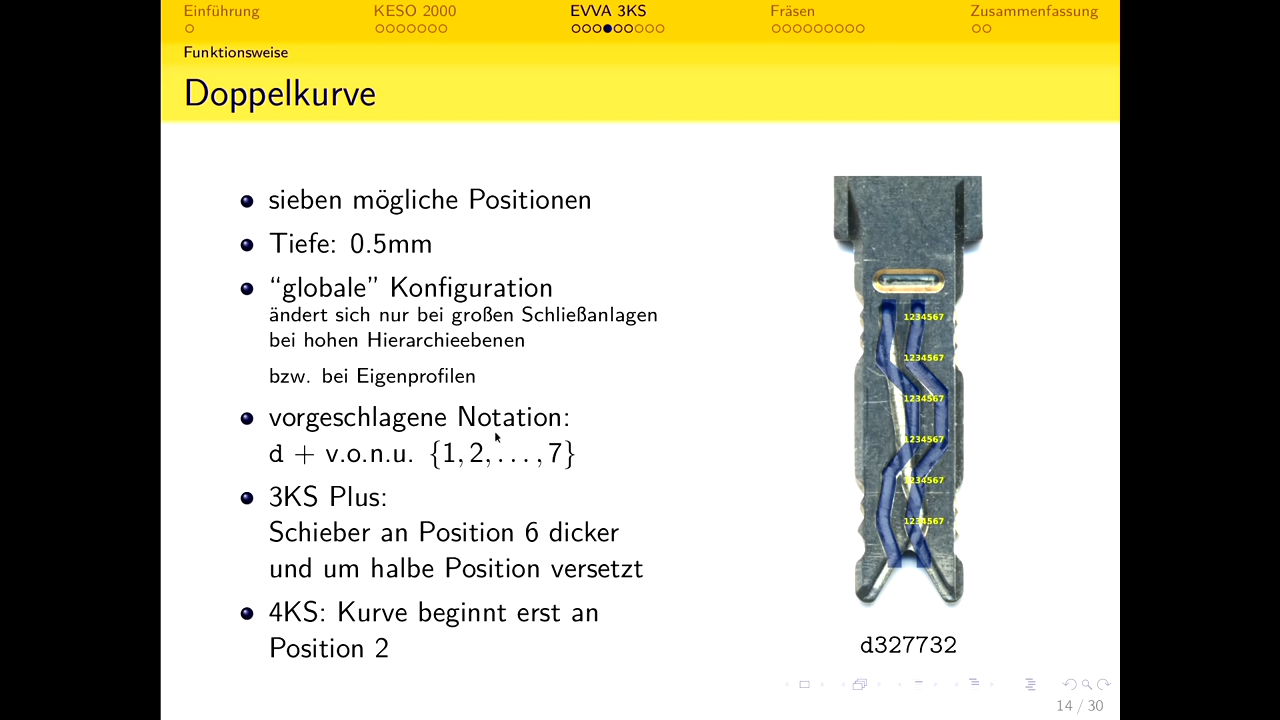 Einführung KESO 2000 EVVA 3KS Fräsen Zusammenfassung
Funktionsweise
Doppelkurve
sieben mögliche Positionen
Tiefe: 0.5mm
“globale” Konfiguration
ändert sich nur bei großen Schließanlagen
bei hohen Hierarchieebenen
bzw. bei Eigenprofilen
vorgeschlagene Notation:
d + v.o.n.u. {1, 2, . . . , 7}
3KS Plus:
Schieber an Position 6 dicker
und um halbe Position versetzt
4KS: Kurve beginnt erst an
Position 2
1234567
1234567
1234567
1234567
1234567
1234567
d327732
14 / 30